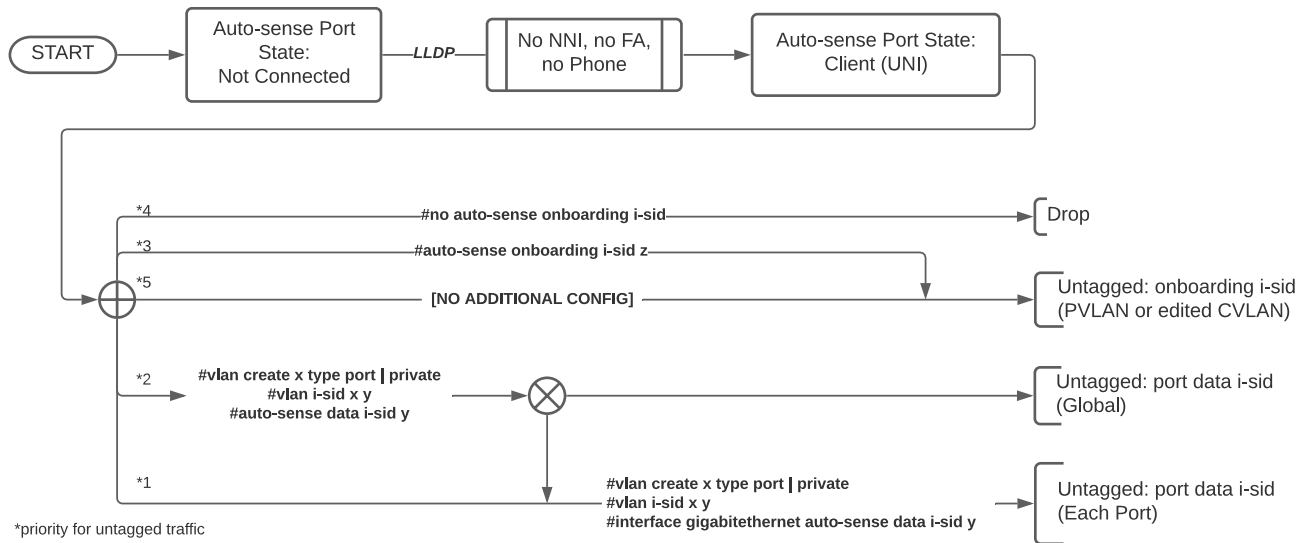 START
Auto-sense Port
State:
Not Connected
LLDP
No NNI, no FA,
no Phone
Auto-sense Port State:
Client (UNI)
*4
#no auto-sense onboarding i-sid
Drop
*3
#auto-sense onboarding i-sid z
*5
[NO ADDITIONAL CONFIG]
Untagged: onboarding i-sid
(PVLAN or edited CVLAN)
*2
#vlan create x type port | private
#vlan i-sid x y
#auto-sense data i-sid y
Untagged: port data i-sid
(Global)
*1
#vlan create x type port | private
#vlan i-sid x y
#interface gigabitethernet auto-sense data i-sid y
Untagged: port data i-sid
(Each Port)
*priority for untagged traffic